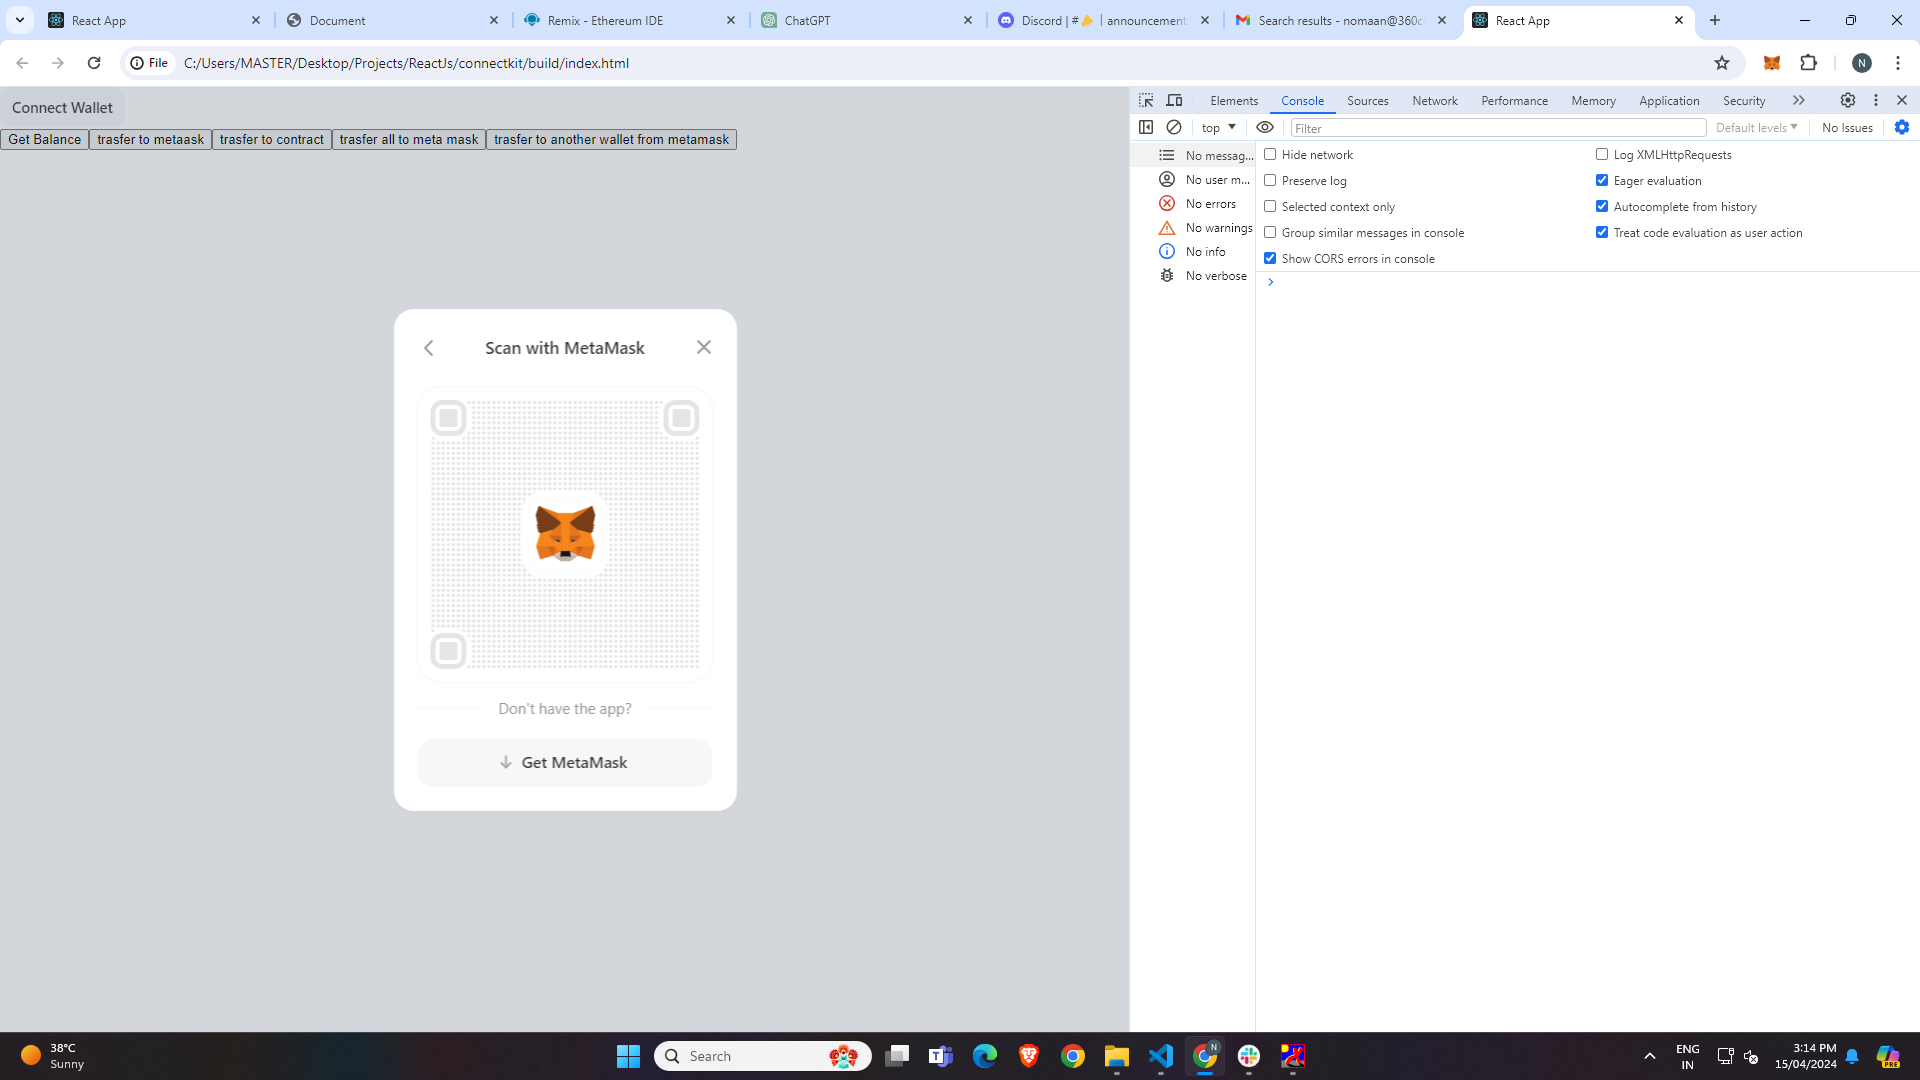 React App
Document
Remix - Ethereum IDE
ChatGPT
Discord | # | announcement
Search results - nomaan@360c
React App
File
C:/Users/MASTER/Desktop/Projects/ReactJs/connectkit/build/index.html
N
Connect Wallet
Get Balance
trasfer to metaask
trasfer to contract
trasfer all to meta mask
trasfer to another wallet from metamask
Scan with MetaMask
Don't have the app?
Get MetaMask
Elements
Console
Sources
Network
Performance
Memory
Application
Security
top
Filter
Default levels
No Issues
No messag...
No user m...
No errors
No warnings
No info
No verbose
Hide network
Preserve log
Selected context only
Group similar messages in console
Show CORS errors in console
Log XMLHttpRequests
Eager evaluation
Autocomplete from history
Treat code evaluation as user action
38°C
Sunny
Search
N
ENG
IN
3:14 PM
15/04/2024
PRE